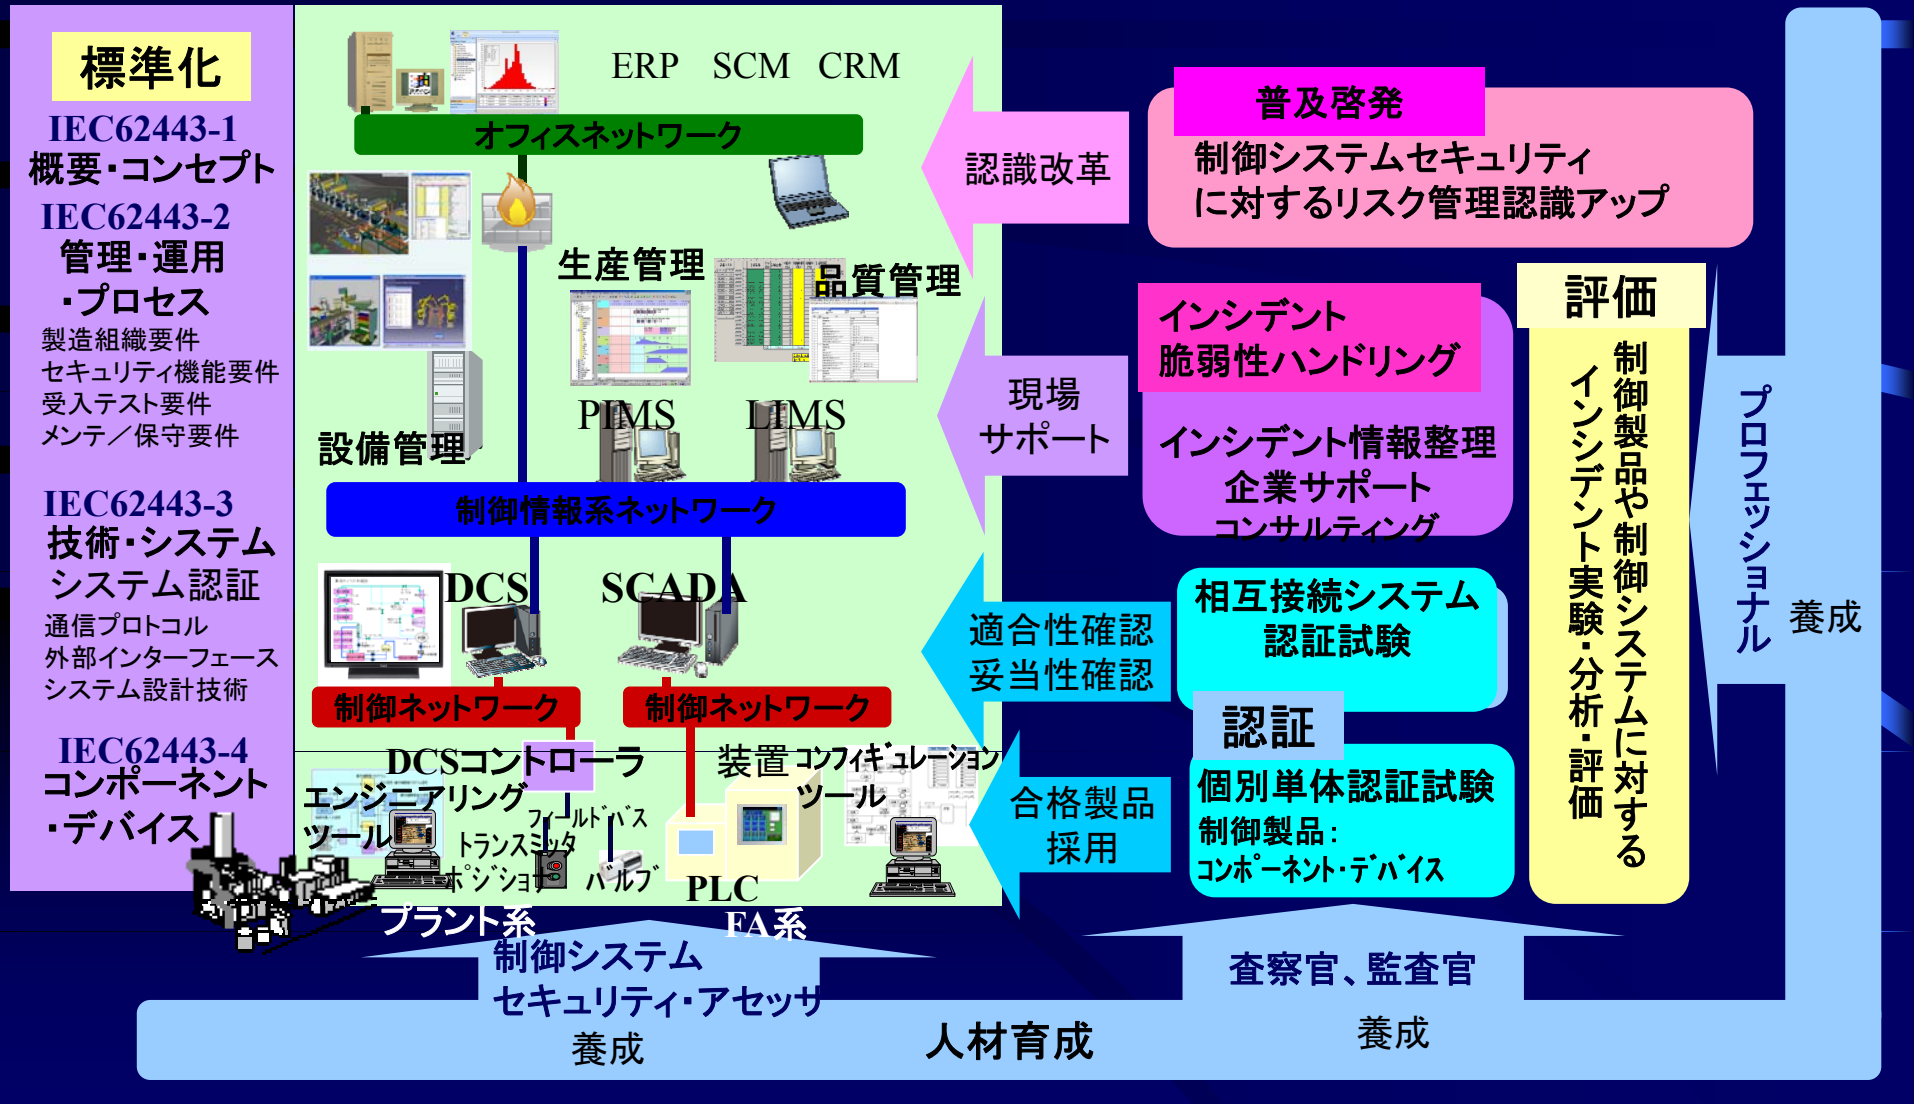 標準化
IEC62443-1
概要・コンセプト
IEC62443-2
管理・運用
・プロセス
製造組織要件
セキュリティ機能要件
受入テスト要件
メンテ／保守要件
IEC62443-3
技術・システム
システム認証
通信プロトコル
外部インターフェース
システム設計技術
IEC62443-4
コンポーネント
・デバイス
ERP SCM CRM
オフィスネットワーク
生産管理
品質管理
PIMS
LIMS
設備管理
制御情報系ネットワーク
DCS
SCADA
制御ネットワーク
制御ネットワーク
DCSコントローラ
装置
コンフィギュレーション
ツール
エンジニアリング
ツール
フィールドバス
トランスミッタ
ポジショナ
バルブ
PLC
プラント系
FA系
認識改革
現場
サポート
適合性確認
妥当性確認
合格製品
採用
普及啓発
制御システムセキュリティ
に対するリスク管理認識アップ
インシデント
脆弱性ハンドリング
インシデント情報整理
企業サポート
コンサルティング
相互接続システム
認証試験
認証
個別単体認証試験
制御製品：
コンポーネント・デバイス
評価
制御製品や制御システムに対する
インシデント実験・分析・評価
プロフェッショナル
養成
制御システム
セキュリティ・アセッサ
養成
人材育成
査察官、監査官
養成